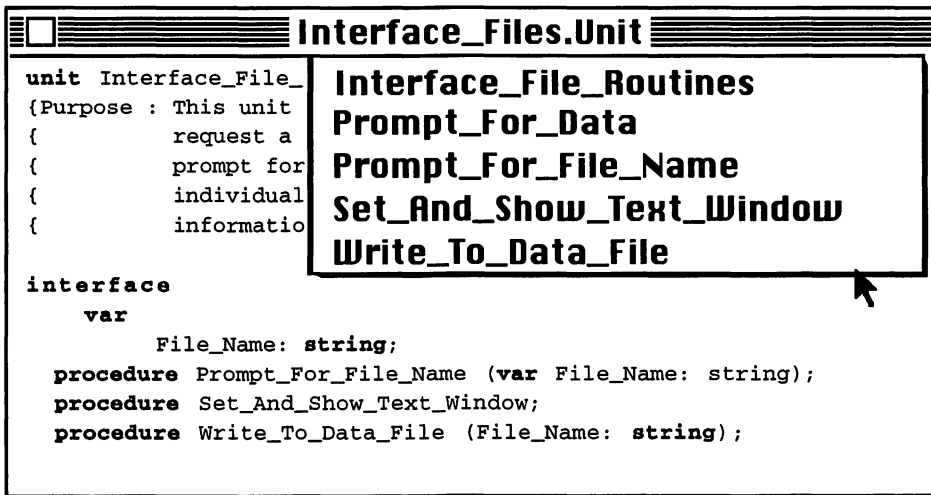 Interface_Files.Unit
unit Interface_File_
{Purpose : This unit
{ request a
{ prompt for
{ individual
{ informatio
Interface_File_Routines
Prompt_For_Data
Prompt_For_File_Name
Set_And_Show_Text_Window
Write_To_Data_File
interface
var
File_Name: string;
procedure Prompt_For_File_Name (var File_Name: string);
procedure Set_And_Show_Text_Window;
procedure Write_To_Data_File (File_Name: string);